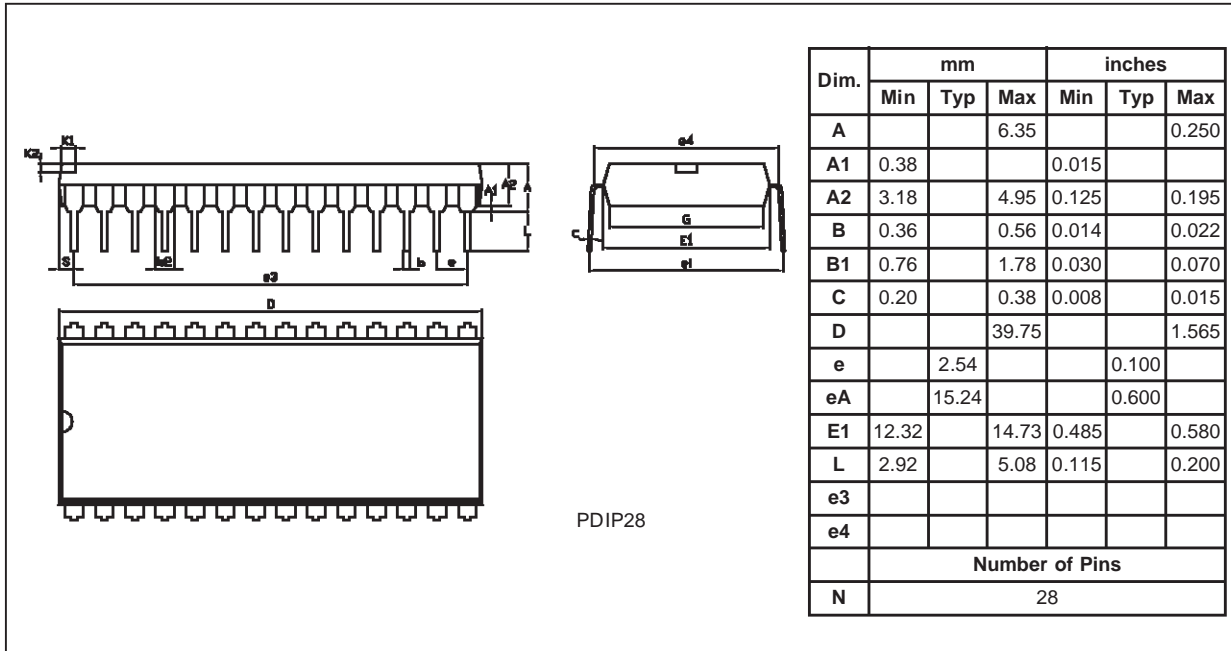 K1
K2
A1
A2
A
L
S
b2
b
e
e3
D
e4
G
C
E1
eI
PDIP28
Dim. mm inches
Min Typ Max Min Typ Max
A 6.35 0.250
A1 0.38 0.015
A2 3.18 4.95 0.125 0.195
B 0.36 0.56 0.014 0.022
B1 0.76 1.78 0.030 0.070
C 0.20 0.38 0.008 0.015
D 39.75 1.565
e 2.54 0.100
eA 15.24 0.600
E1 12.32 14.73 0.485 0.580
L 2.92 5.08 0.115 0.200
e3
e4
Number of Pins
N 28